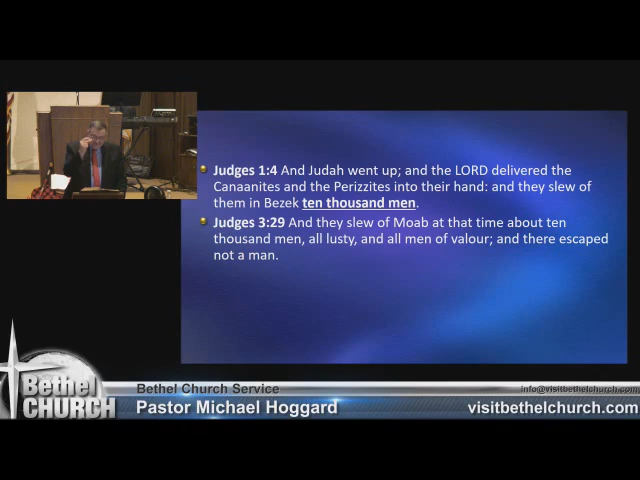 Judges 1:4 And Judah went up; and the LORD delivered the
Canaanites and the Perizzites into their hand: and they slew of
them in Bezek ten thousand men.
Judges 3:29 And they slew of Moab at that time about ten
thousand men, all lusty, and all men of valour; and there escaped
not a man.
Bethel
CHURCH
Bethel Church Service
info@visitbethelchurch.com
Pastor Michael Hoggard
visitbethelchurch.com